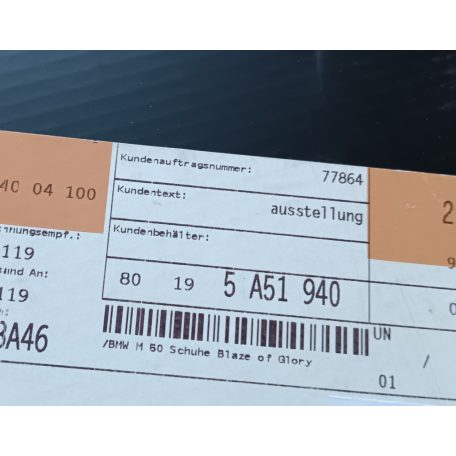 Kundenauftragsnummer: 77864
40 04 100
Kundentext: ausstellung
2
Kundenbehälter:
119
80 19 5 A51 940
119
3A46
UN
/BMW M 50 Schuhe Blaze of Glory
/
01